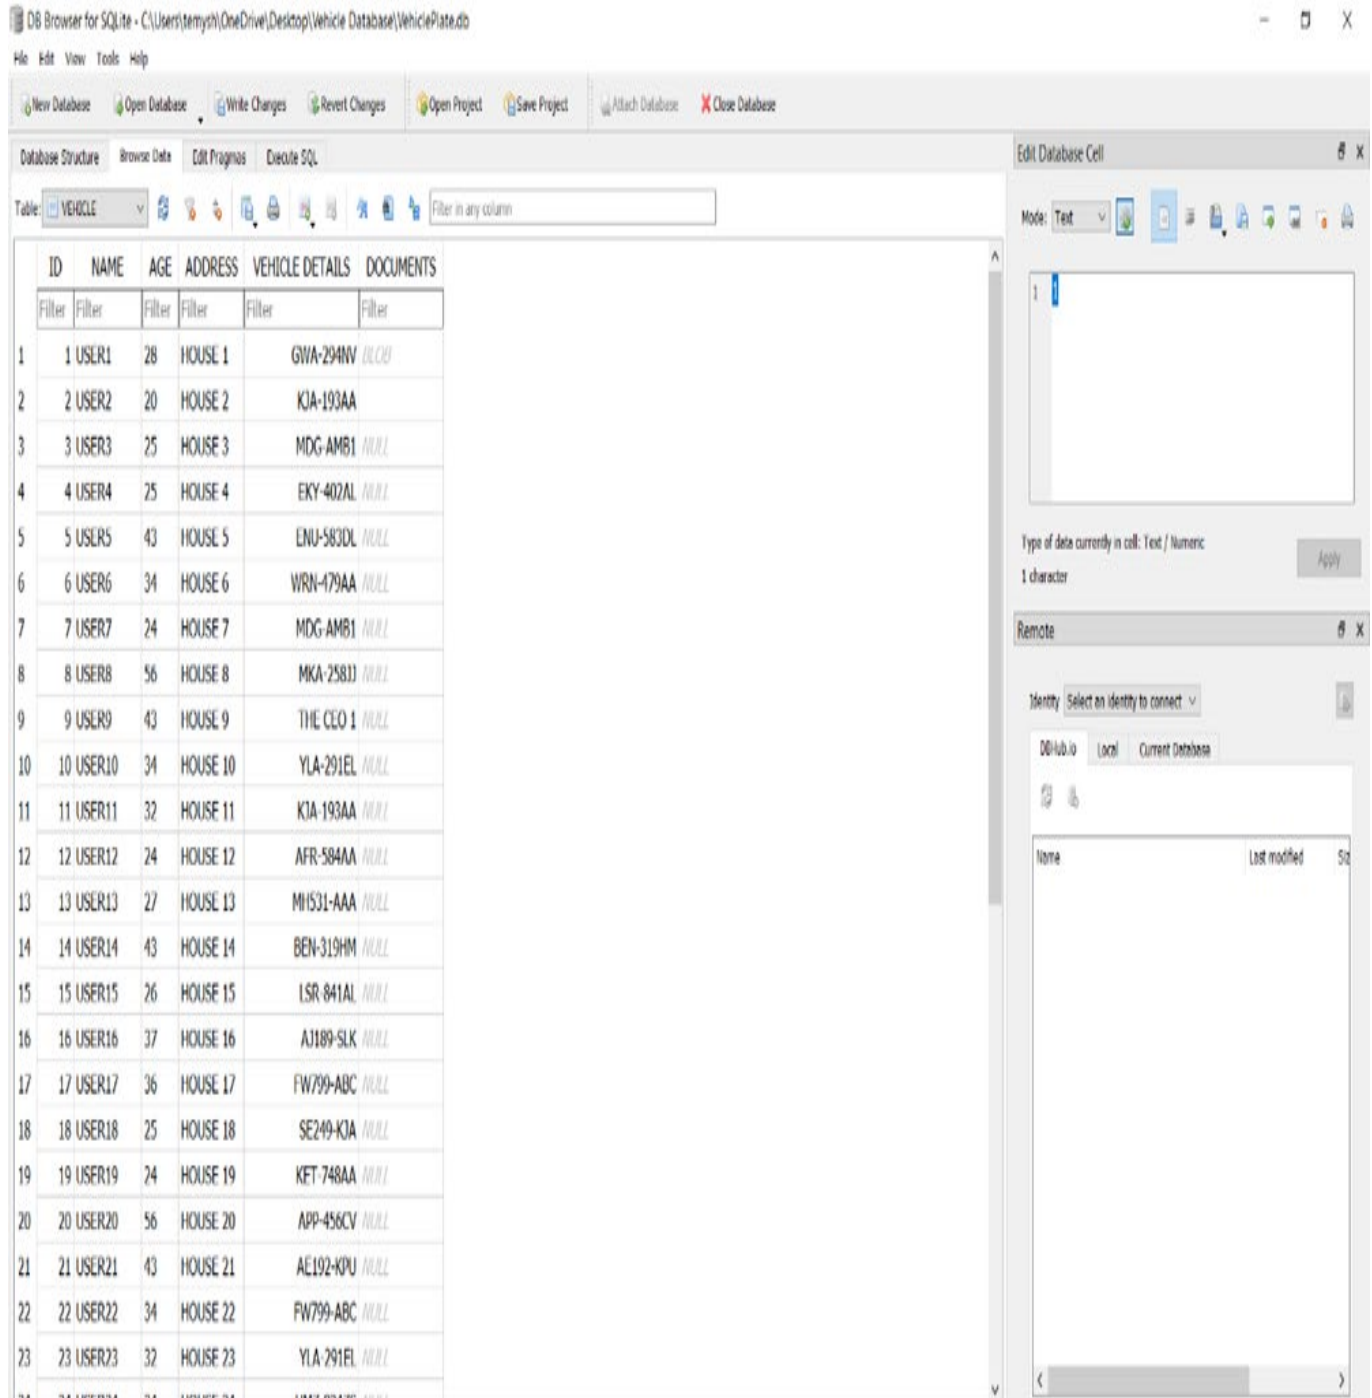 DB Browser for SQLite - C:\Users\temysh\OneDrive\Desktop\Vehicle Database\VehiclePlate.db
File Edit View Tools Help
New Database Open Database Write Changes Revert Changes Open Project Save Project Attach Database Close Database
Database Structure Browse Data Edit Pragmas Execute SQL
Table: VEHICLE Filter in any column
ID NAME AGE ADDRESS VEHICLE DETAILS DOCUMENTS
Filter Filter Filter Filter Filter Filter
1 1 USER1 28 HOUSE 1 GWA-294NV BLOB
2 2 USER2 20 HOUSE 2 KJA-193AA
3 3 USER3 25 HOUSE 3 MDG-AMB1 NULL
4 4 USER4 25 HOUSE 4 EKY-402AL NULL
5 5 USER5 43 HOUSE 5 ENU-583DL NULL
6 6 USER6 34 HOUSE 6 WRN-479AA NULL
7 7 USER7 24 HOUSE 7 MDG-AMB1 NULL
8 8 USER8 56 HOUSE 8 MKA-258JJ NULL
9 9 USER9 43 HOUSE 9 THE CEO 1 NULL
10 10 USER10 34 HOUSE 10 YLA-291EL NULL
11 11 USER11 32 HOUSE 11 KJA-193AA NULL
12 12 USER12 24 HOUSE 12 AFR-584AA NULL
13 13 USER13 27 HOUSE 13 MH531-AAA NULL
14 14 USER14 43 HOUSE 14 BEN-319HM NULL
15 15 USER15 26 HOUSE 15 LSR-841AL NULL
16 16 USER16 37 HOUSE 16 AJ189-SLK NULL
17 17 USER17 36 HOUSE 17 FW799-ABC NULL
18 18 USER18 25 HOUSE 18 SE249-KJA NULL
19 19 USER19 24 HOUSE 19 KET-748AA NULL
20 20 USER20 56 HOUSE 20 APP-456CV NULL
21 21 USER21 43 HOUSE 21 AE192-KPU NULL
22 22 USER22 34 HOUSE 22 FW799-ABC NULL
23 23 USER23 32 HOUSE 23 YLA-291EL NULL
Edit Database Cell
Mode: Text
1 1
Type of data currently in cell: Text / Numeric
1 character
Apply
Remote
Identity Select an identity to connect
DBHub.io Local Current Database
Name Last modified Siz